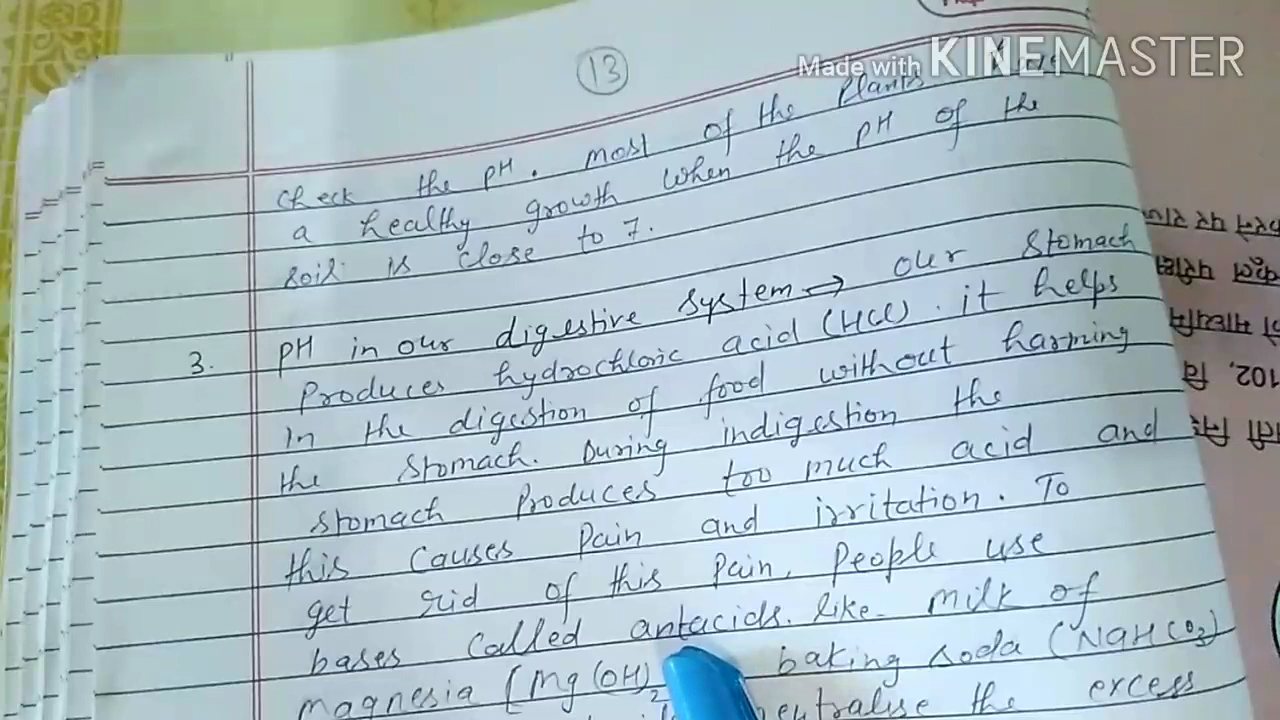 Made with KINEMASTER
13
check the pH. most of the plants have
a healthy growth when the pH of the
soil is close to 7.
3. pH in our digestive system → our stomach
produces hydrochloric acid (HCl). it helps
in the digestion of food without harming
the stomach. During indigestion the
stomach produces too much acid and
this causes pain and irritation. To
get rid of this pain, people use
bases called antacids. like - milk of
magnesia [Mg(OH)2 baking soda (NaHCO3)
neutralise the excess
102,